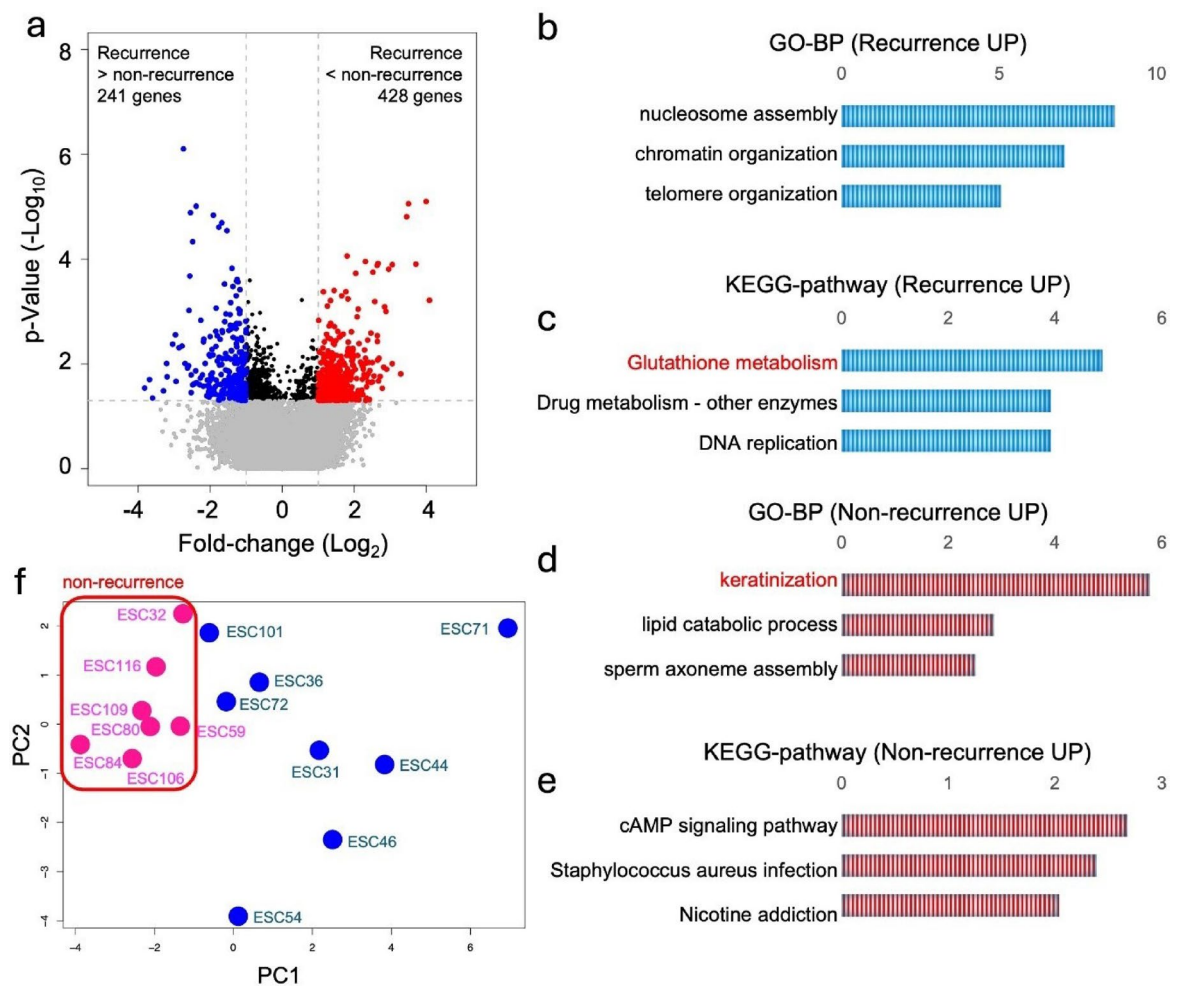 a
Recurrence
> non-recurrence
241 genes
Recurrence
< non-recurrence
428 genes
8
6
4
2
0
p-Value (-Log10)
-4 -2 0 2 4
Fold-change (Log2)
b
GO-BP (Recurrence UP)
0 5 10
nucleosome assembly
chromatin organization
telomere organization
c
KEGG-pathway (Recurrence UP)
0 2 4 6
Glutathione metabolism
Drug metabolism - other enzymes
DNA replication
d
GO-BP (Non-recurrence UP)
0 2 4 6
keratinization
lipid catabolic process
sperm axoneme assembly
e
KEGG-pathway (Non-recurrence UP)
0 1 2 3
cAMP signaling pathway
Staphylococcus aureus infection
Nicotine addiction
f
non-recurrence
ESC32
ESC101
ESC71
ESC116
ESC36
ESC109
ESC72
ESC80
ESC59
ESC84
ESC31
ESC44
ESC106
ESC46
ESC54
2
1
0
-1
-2
-3
-4
PC2
-4 -2 0 2 4 6
PC1